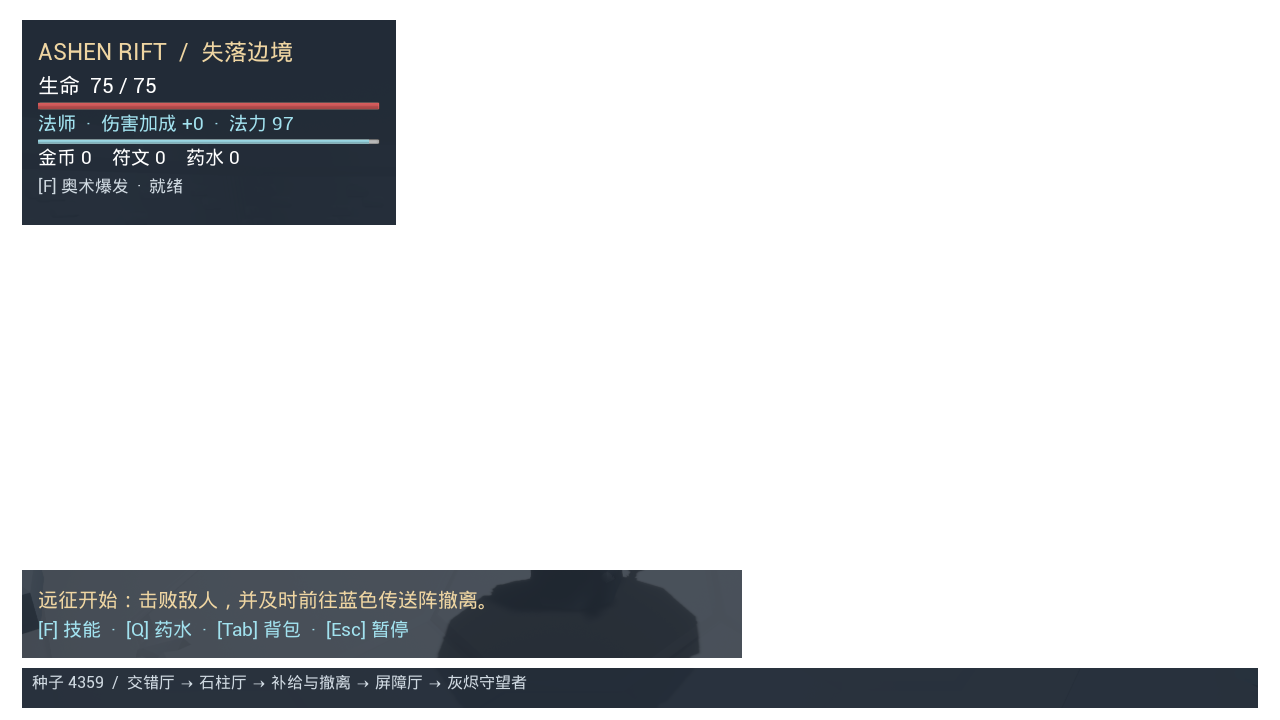 ASHEN RIFT / 失落边境
生命 75 / 75
法师 · 伤害加成 +0 · 法力 97
金币 0 符文 0 药水 0
[F] 奥术爆发 · 就绪
远征开始：击败敌人，并及时前往蓝色传送阵撤离。
[F] 技能 · [Q] 药水 · [Tab] 背包 · [Esc] 暂停
种子 4359 / 交错厅 → 石柱厅 → 补给与撤离 → 屏障厅 → 灰烬守望者